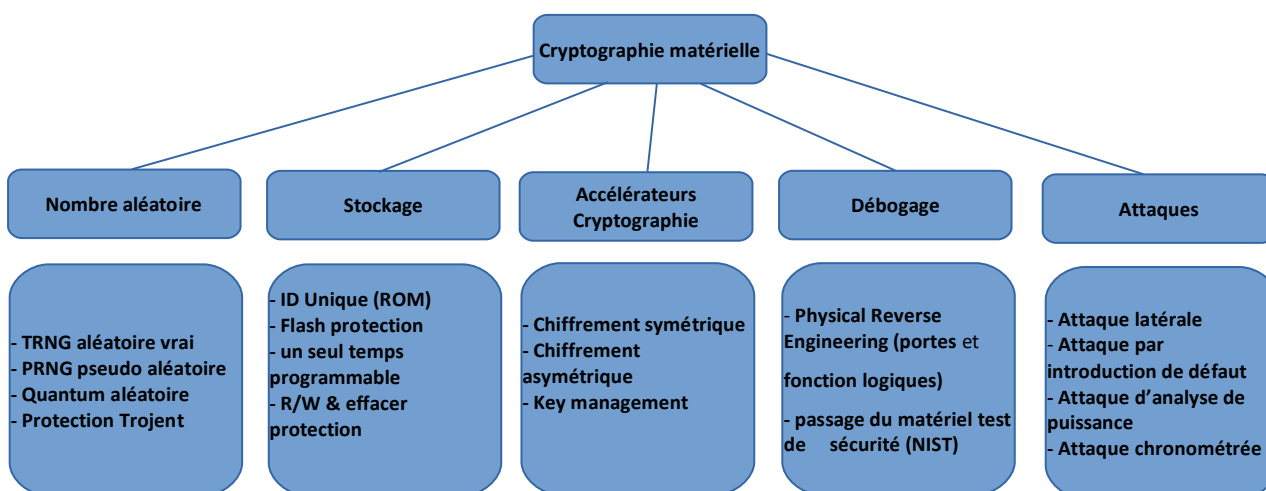 Cryptographie matérielle
Nombre aléatoire
Stockage
Accélérateurs
Cryptographie
Débogage
Attaques
- TRNG aléatoire vrai
- PRNG pseudo aléatoire
- Quantum aléatoire
- Protection Trojent
- ID Unique (ROM)
- Flash protection
- un seul temps
programmable
- R/W & effacer
protection
- Chiffrement symétrique
- Chiffrement
asymétrique
- Key management
- Physical Reverse
Engineering (portes et
fonction logiques)
- passage du matériel test
de sécurité (NIST)
- Attaque latérale
- Attaque par
introduction de défaut
- Attaque d’analyse de
puissance
- Attaque chronométrée